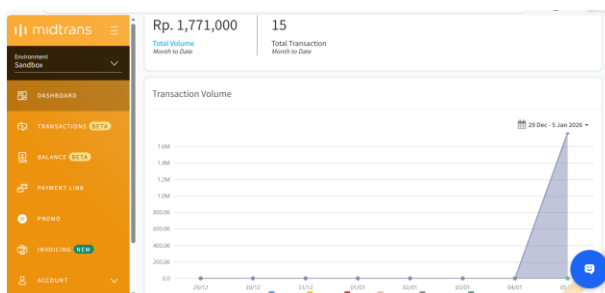 midtrans
Environment
Sandbox
DASHBOARD
TRANSACTIONS BETA
BALANCE BETA
PAYMENT LINK
PROMO
INVOICING NEW
ACCOUNT
Rp. 1,771,000
Total Volume
Month to Date
15
Total Transaction
Month to Date
Transaction Volume
29 Dec - 5 Jan 2026
1.6M
1.4M
1.2M
1.0M
800.0K
600.0K
400.0K
200.0K
0.0
29/12
30/12
31/12
01/01
02/01
03/01
04/01